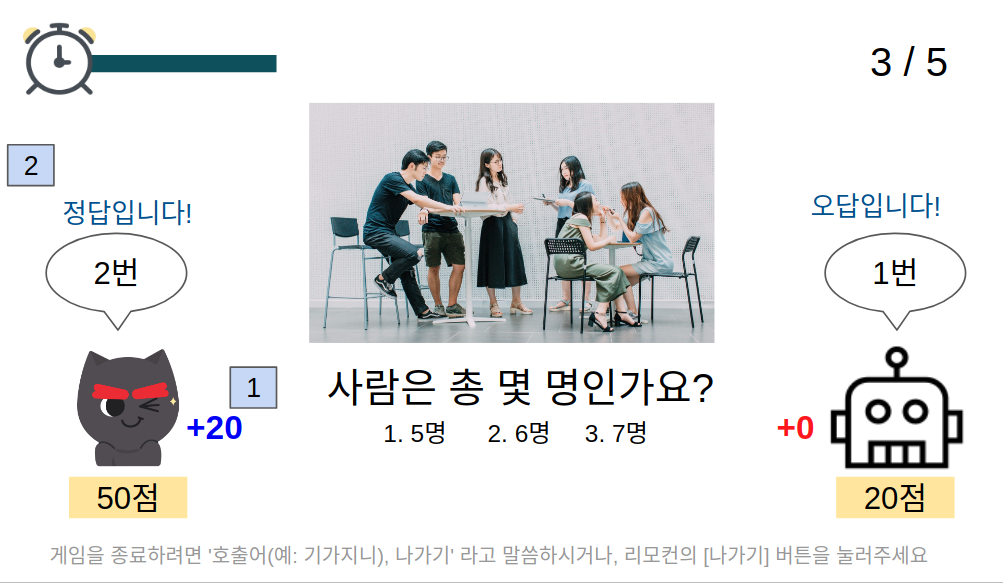 3 / 5
2
정답입니다!
오답입니다!
2번
1번
1
사람은 총 몇 명인가요?
+20
+0
1. 5명 2. 6명 3. 7명
50점
20점
게임을 종료하려면 '호출어(예: 기가지니), 나가기' 라고 말씀하시거나, 리모컨의 [나가기] 버튼을 눌러주세요